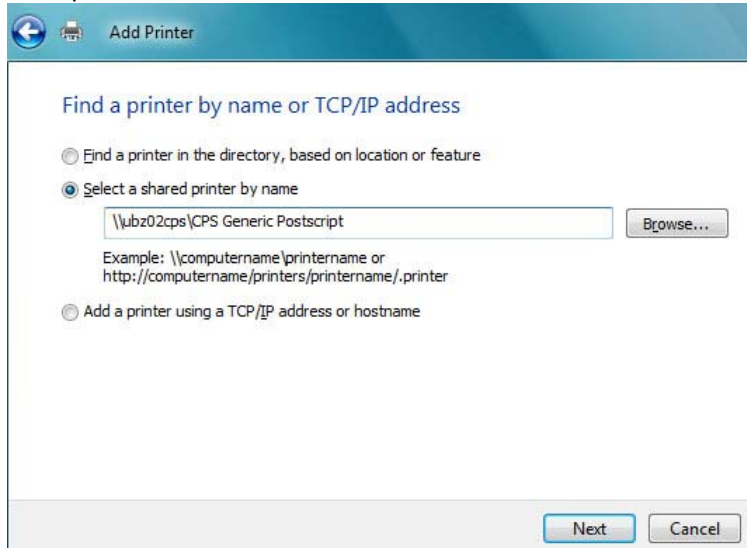 Add Printer
Find a printer by name or TCP/IP address
Find a printer in the directory, based on location or feature
Select a shared printer by name
\\ubz02cps\CPS Generic Postscript
Browse...
Example: \\computername\printername or
http://computername/printers/printername/.printer
Add a printer using a TCP/IP address or hostname
Next
Cancel